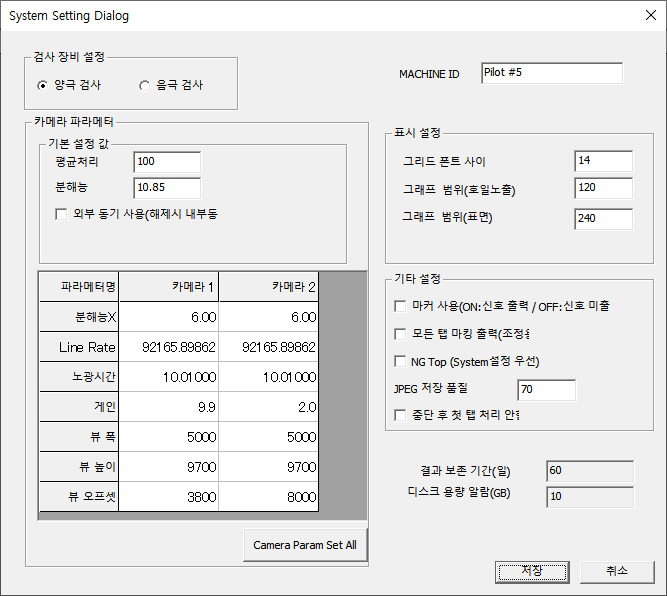 System Setting Dialog
검사 장비 설정
양극 검사 음극 검사
MACHINE ID Pilot #5
카메라 파라메터
기본 설정 값
평균처리 100
분해능 10.85
외부 동기 사용(해제시 내부동
파라메터명 카메라 1 카메라 2
분해능X 6.00 6.00
Line Rate 92165.89862 92165.89862
노광시간 10.01000 10.01000
게인 9.9 2.0
뷰 폭 5000 5000
뷰 높이 9700 9700
뷰 오프셋 3800 8000
Camera Param Set All
표시 설정
그리드 폰트 사이 14
그래프 범위(호일노출) 120
그래프 범위(표면) 240
기타 설정
마커 사용(ON:신호 출력 / OFF:신호 미출
모든 탭 마킹 출력(조정용
NG Top (System설정 우선)
JPEG 저장 품질 70
중단 후 첫 탭 처리 안함
결과 보존 기간(일) 60
디스크 용량 알람(GB) 10
저장 취소